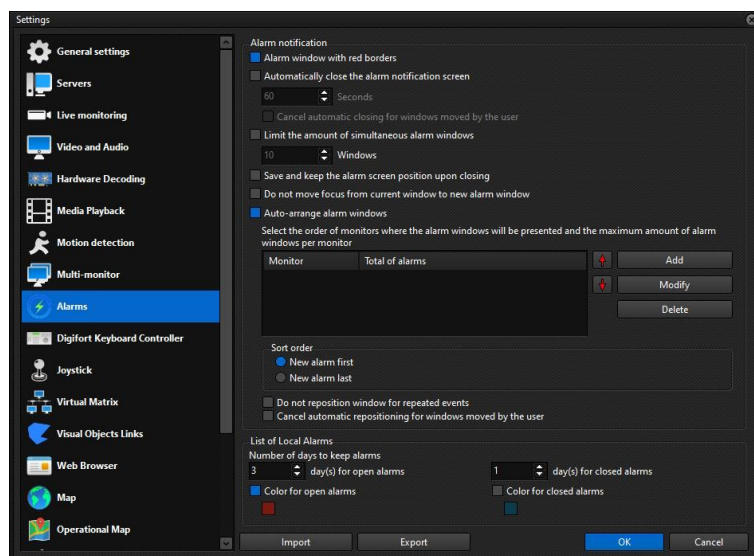 Settings
General settings
Servers
Live monitoring
Video and Audio
Hardware Decoding
Media Playback
Motion detection
Multi-monitor
Alarms
Digifort Keyboard Controller
Joystick
Virtual Matrix
Visual Objects Links
Web Browser
Map
Operational Map
Alarm notification
Alarm window with red borders
Automatically close the alarm notification screen
60 Seconds
Cancel automatic closing for windows moved by the user
Limit the amount of simultaneous alarm windows
10 Windows
Save and keep the alarm screen position upon closing
Do not move focus from current window to new alarm window
Auto-arrange alarm windows
Select the order of monitors where the alarm windows will be presented and the maximum amount of alarm
windows per monitor
Monitor Total of alarms
Add
Modify
Delete
Sort order
New alarm first
New alarm last
Do not reposition window for repeated events
Cancel automatic repositioning for windows moved by the user
List of Local Alarms
Number of days to keep alarms
3 day(s) for open alarms 1 day(s) for closed alarms
Color for open alarms Color for closed alarms
Import Export OK Cancel